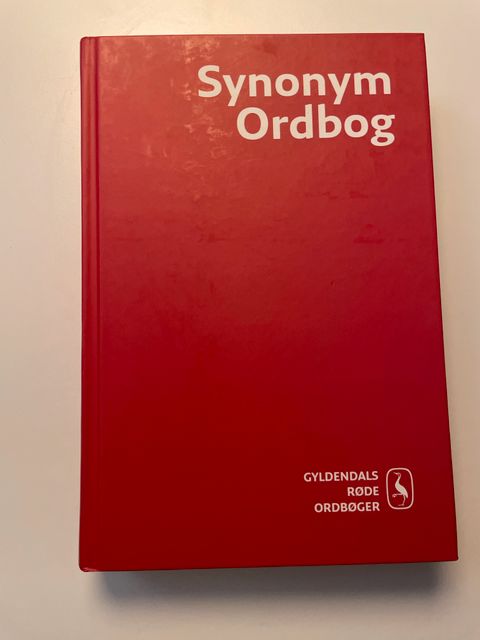 Synonym
Ordbog
GYLDENDALS
RØDE
ORDBØGER